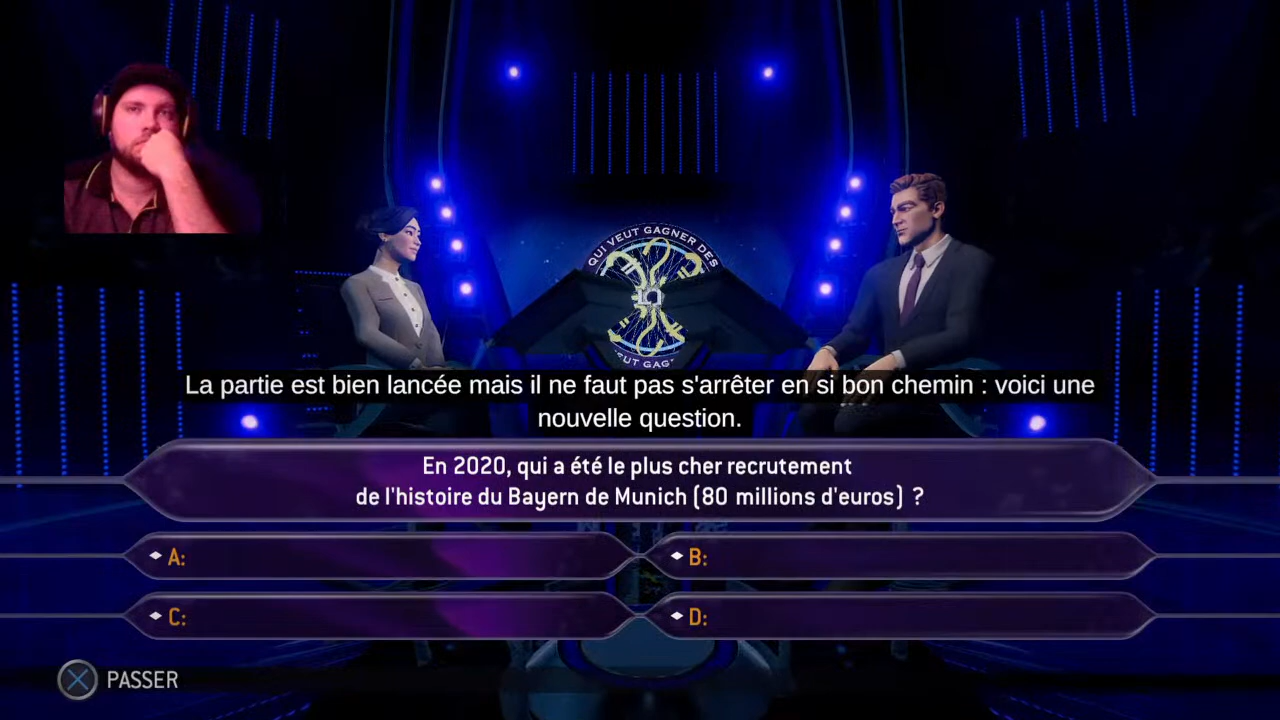 QUI VEUT GAGNER DES
La partie est bien lancée mais il ne faut pas s'arrêter en si bon chemin : voici une
nouvelle question.
En 2020, qui a été le plus cher recrutement
de l'histoire du Bayern de Munich (80 millions d'euros) ?
A:
B:
C:
D:
PASSER